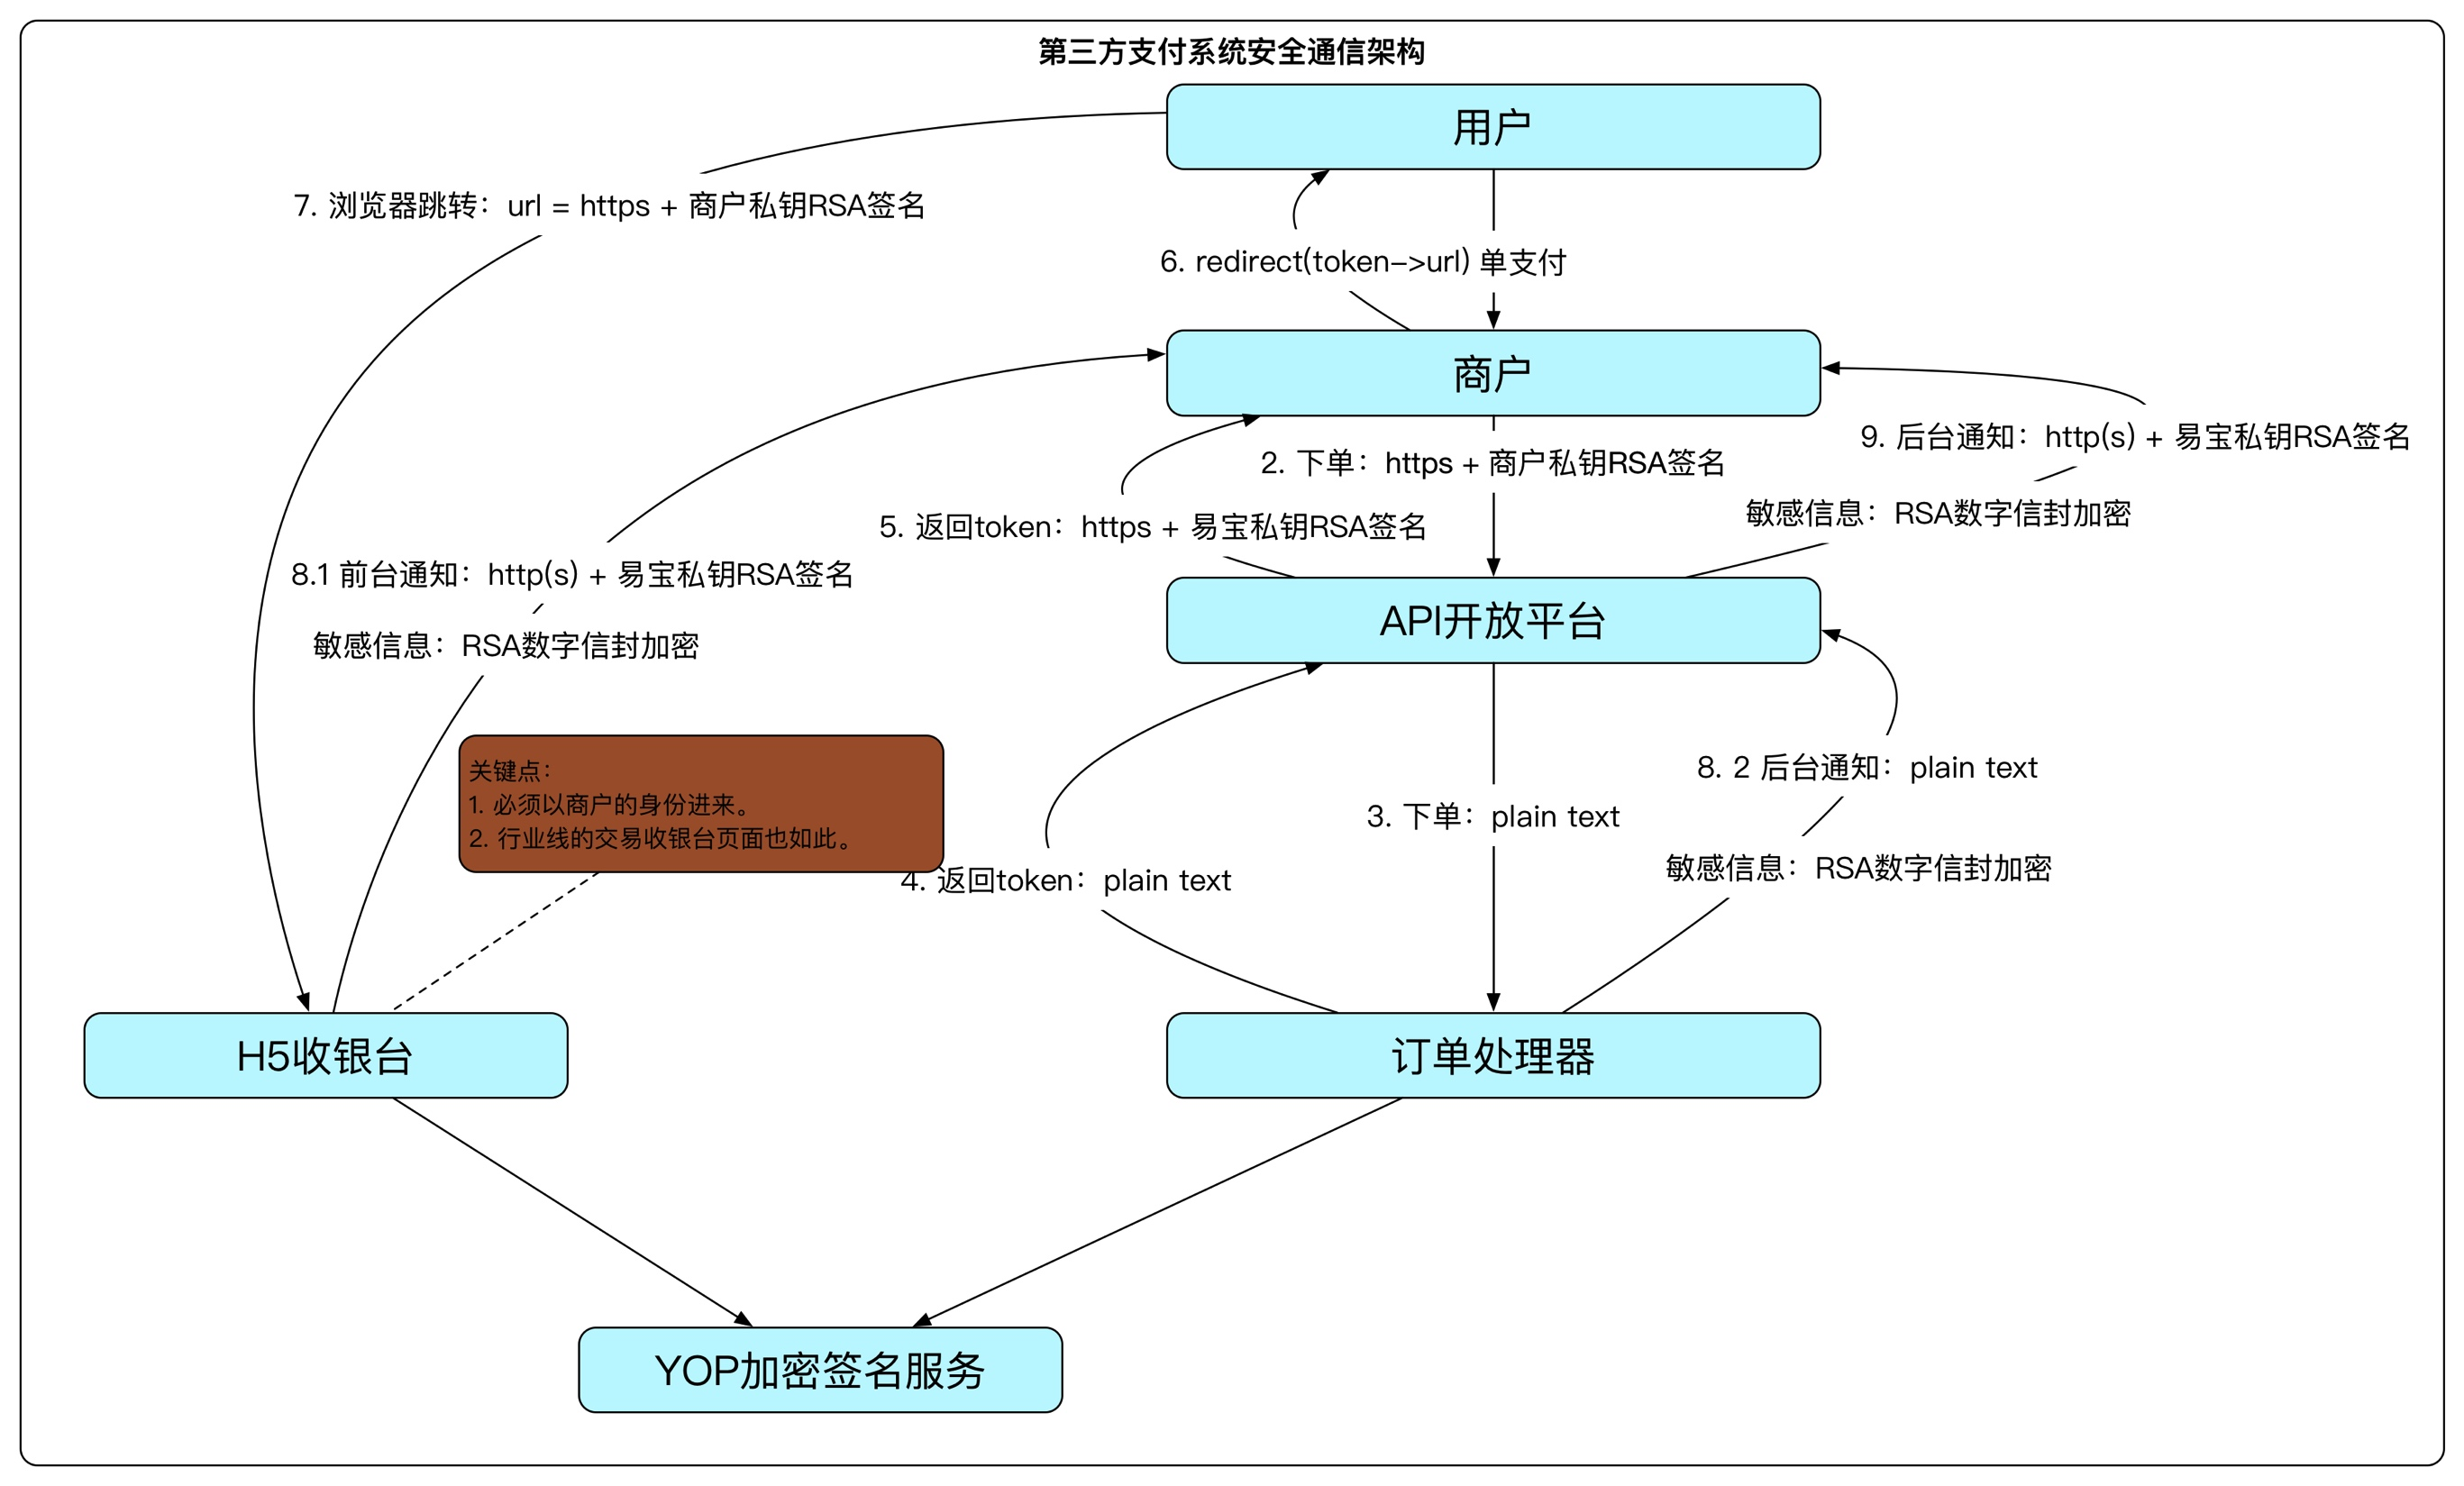 第三方支付系统安全通信架构
用户
7. 浏览器跳转：url = https + 商户私钥RSA签名
6. redirect(token->url)
单支付
商户
9. 后台通知：http(s) + 易宝私钥RSA签名
敏感信息：RSA数字信封加密
2. 下单：https + 商户私钥RSA签名
5. 返回token：https + 易宝私钥RSA签名
8.1 前台通知：http(s) + 易宝私钥RSA签名
敏感信息：RSA数字信封加密
API开放平台
关键点：
1. 必须以商户的身份进来。
2. 行业线的交易收银台页面也如此。
8. 2 后台通知：plain text
敏感信息：RSA数字信封加密
3. 下单：plain text
4. 返回token：plain text
H5收银台
订单处理器
YOP加密签名服务